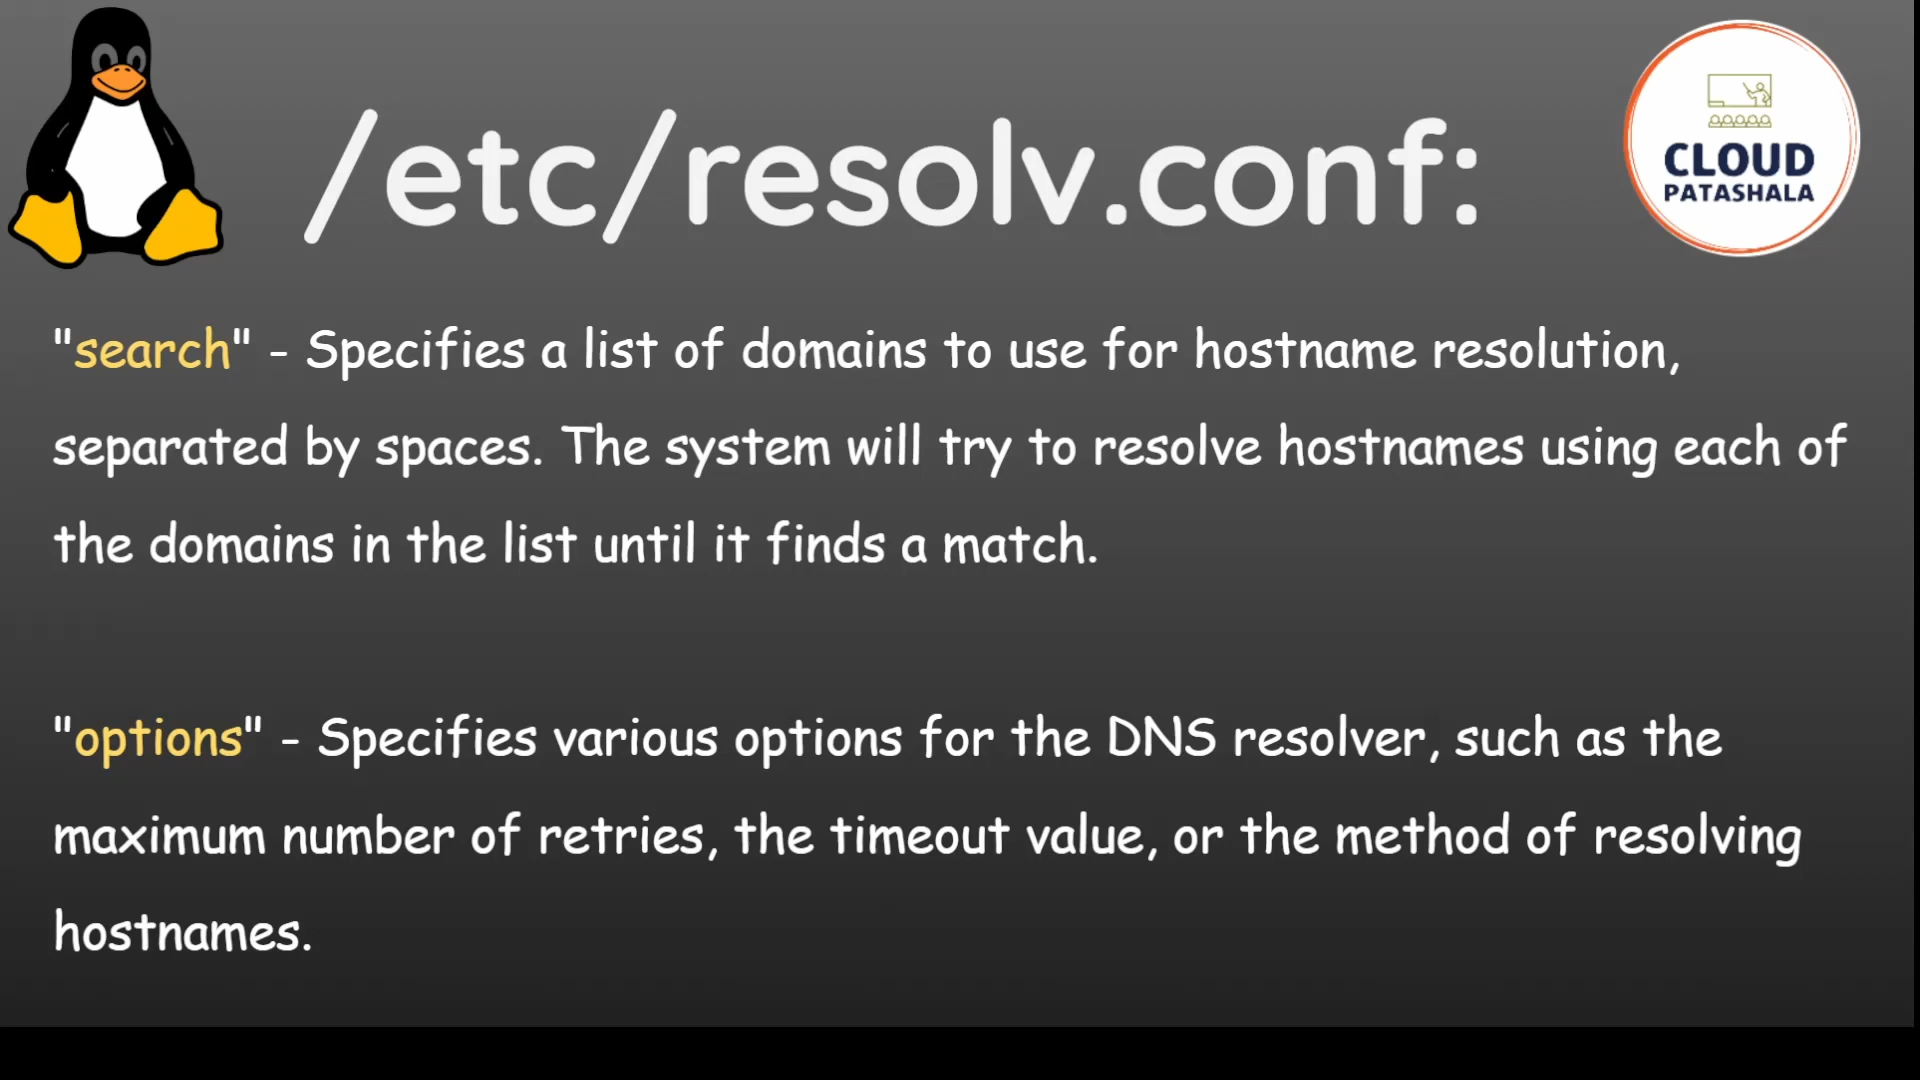 /etc/resolv.conf:
CLOUD
PATASHALA
"search" - Specifies a list of domains to use for hostname resolution,
separated by spaces. The system will try to resolve hostnames using each of
the domains in the list until it finds a match.
"options" - Specifies various options for the DNS resolver, such as the
maximum number of retries, the timeout value, or the method of resolving
hostnames.